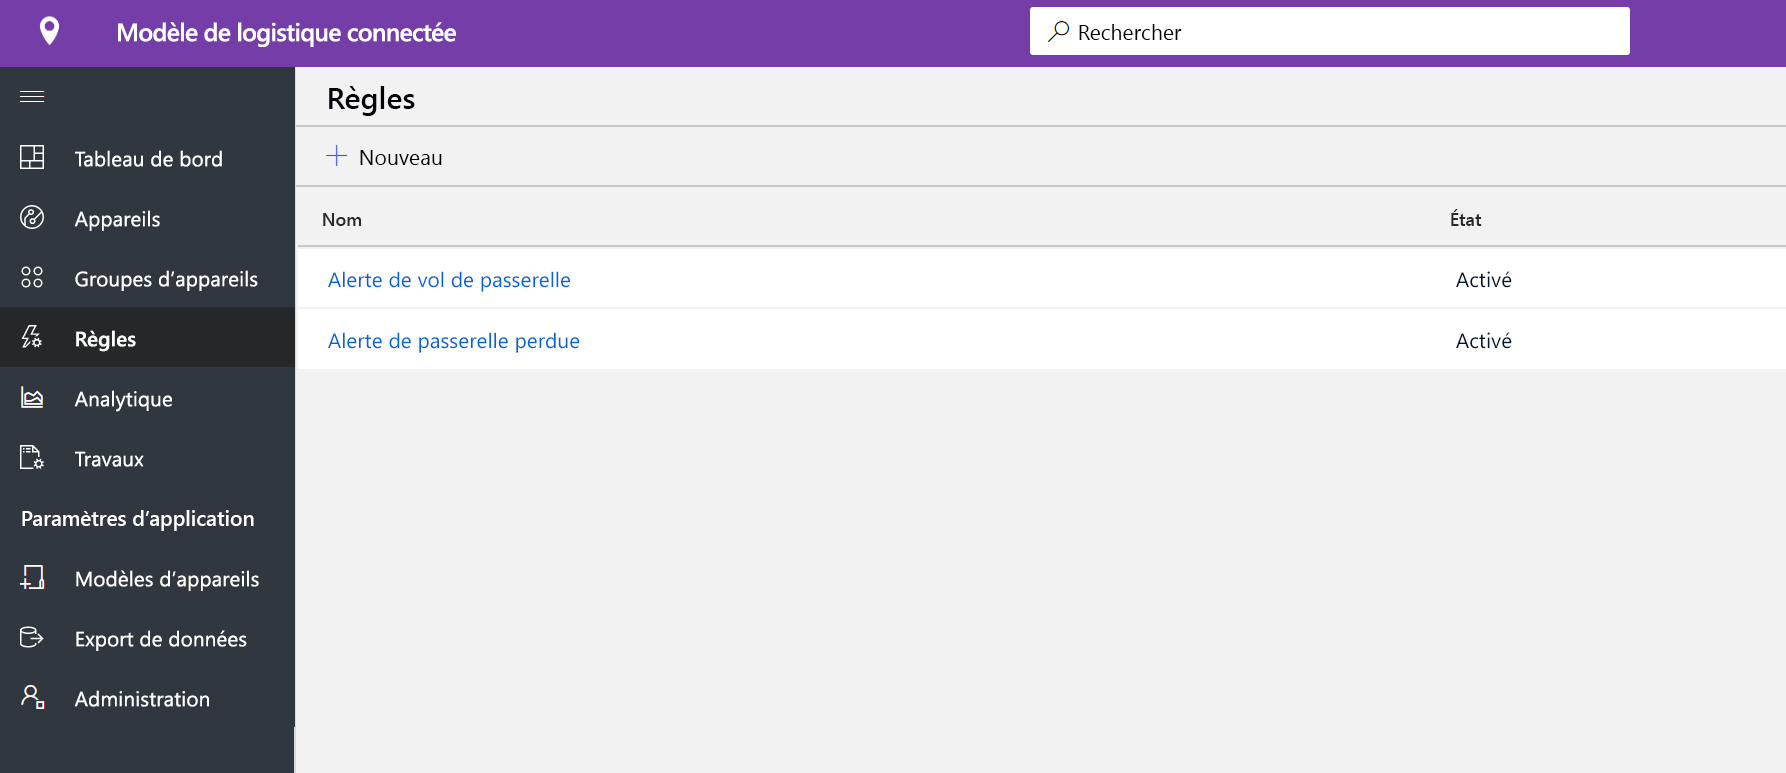 Modèle de logistique connectée
Rechercher
Tableau de bord
Appareils
Groupes d’appareils
Règles
Analytique
Travaux
Paramètres d’application
Modèles d’appareils
Export de données
Administration
Règles
Nouveau
Nom État
Alerte de vol de passerelle Activé
Alerte de passerelle perdue Activé